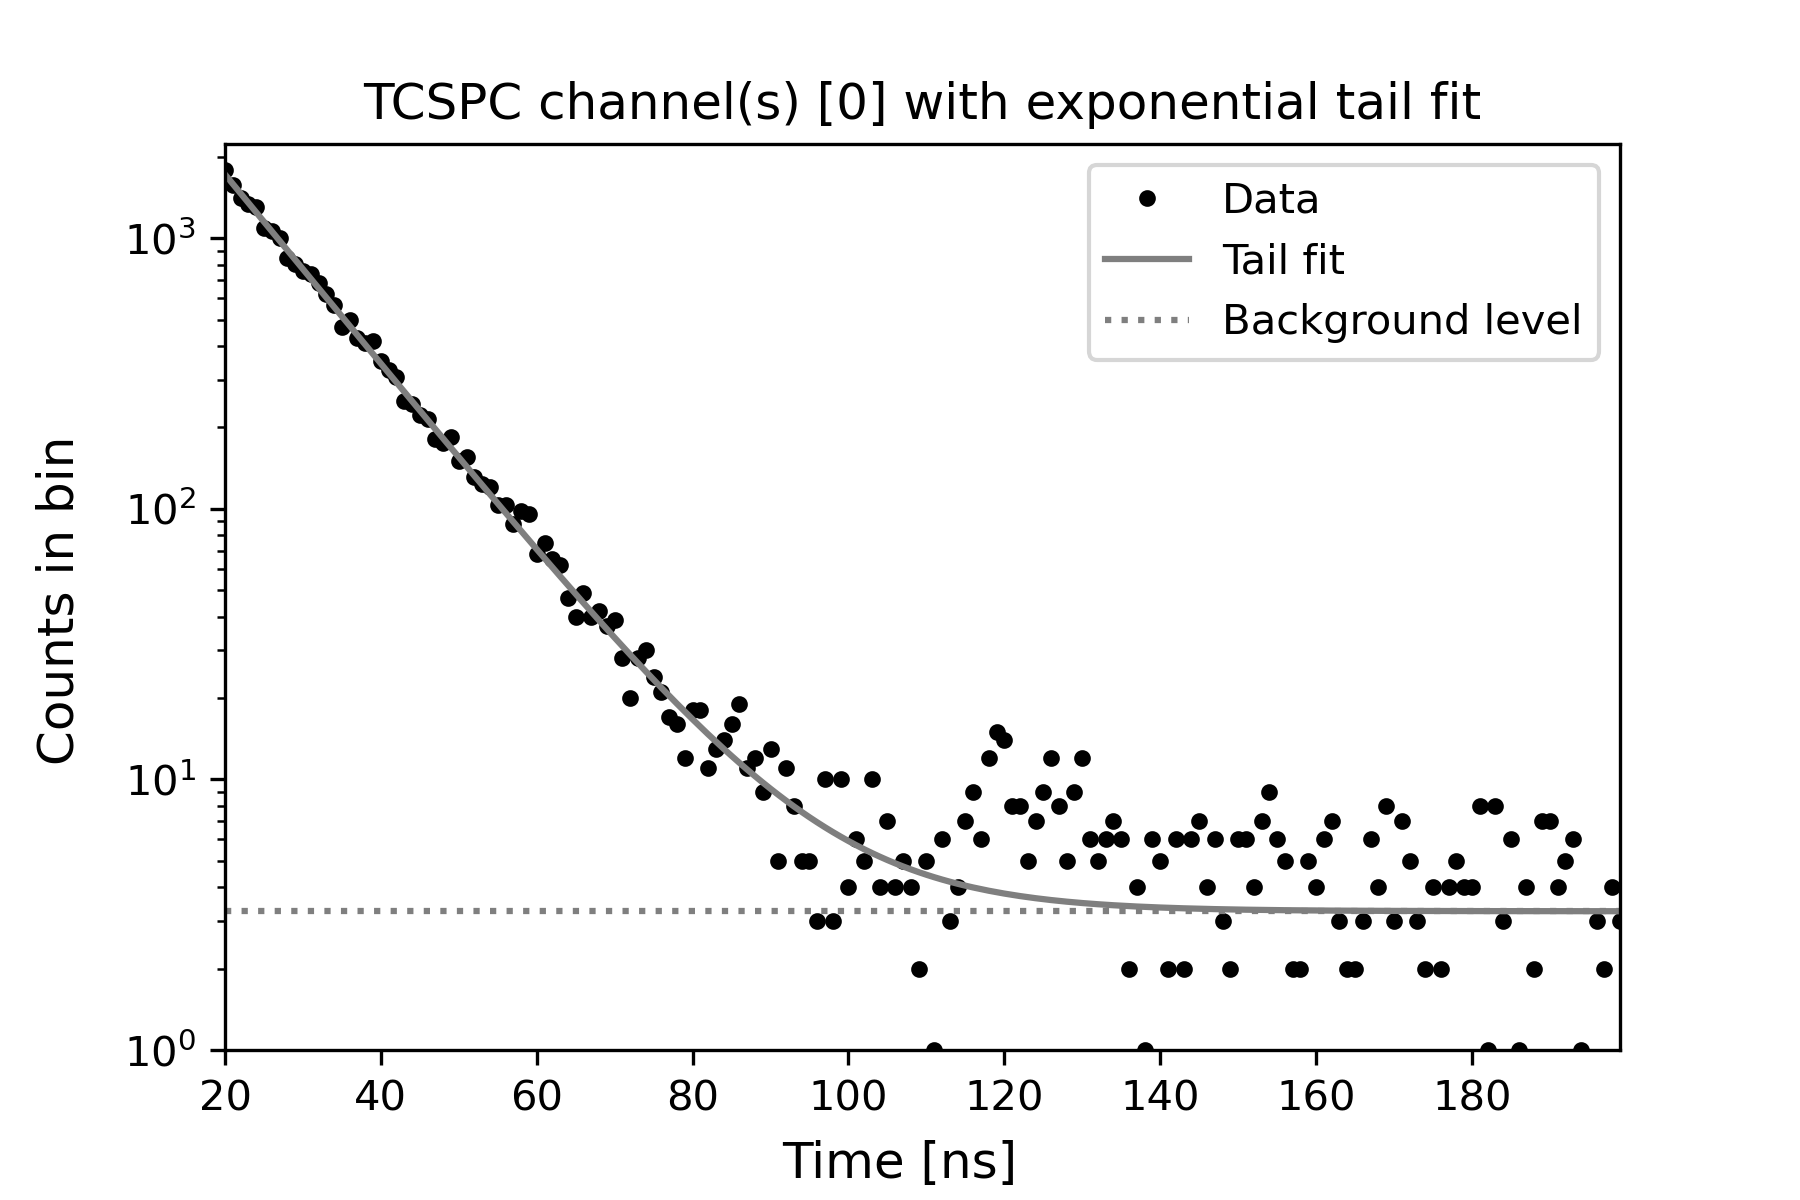 TCSPC channel(s) [0] with exponential tail fit
Data
Tail fit
Background level
Counts in bin
10³
10²
10¹
10⁰
20 40 60 80 100 120 140 160 180
Time [ns]